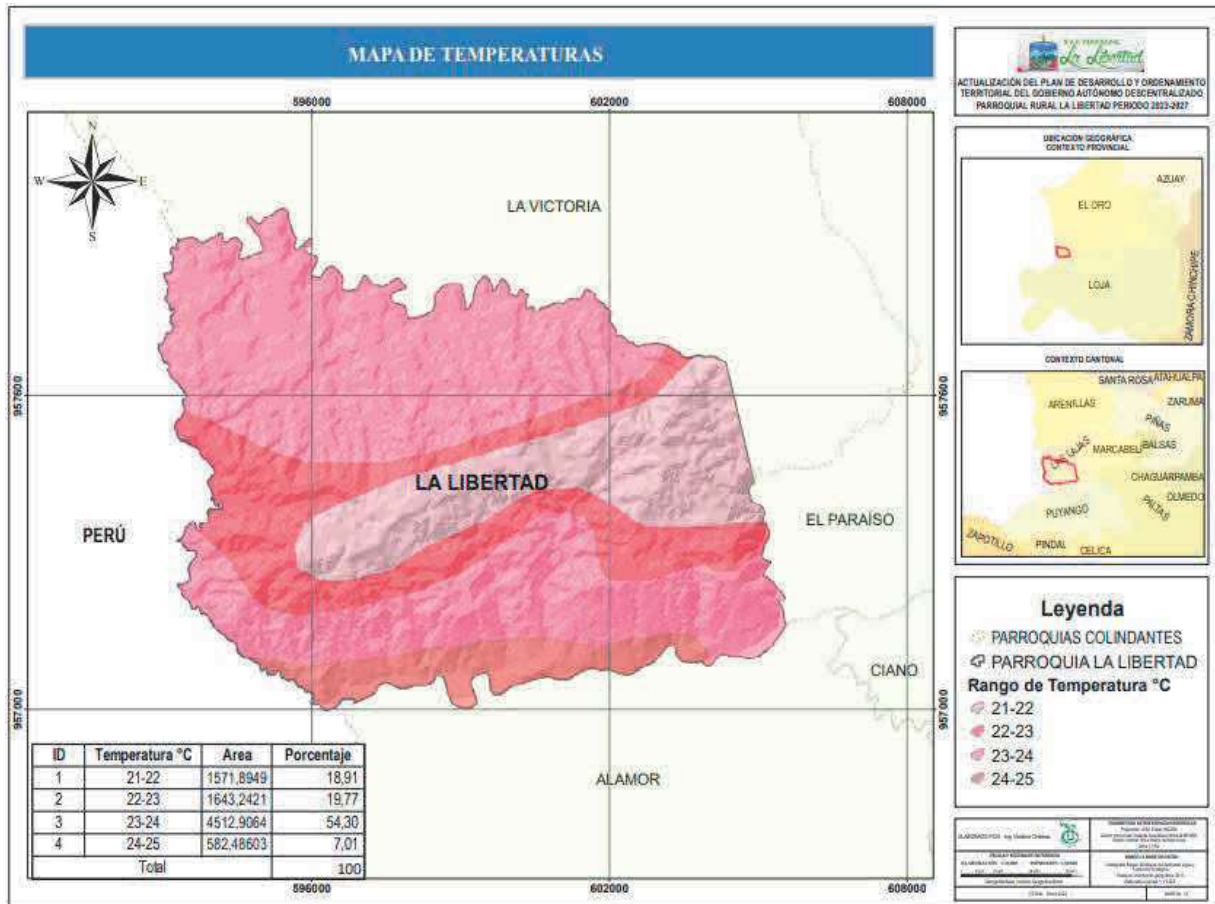 MAPA DE TEMPERATURAS
596000 602000 608000
N
W E
S
LA VICTORIA
LA LIBERTAD
PERÚ
EL PARAÍSO
CIANO
ALAMOR
ID Temperatura °C Area Porcentaje
1 21-22 1571,8949 18,91
2 22-23 1643,2421 19,77
3 23-24 4512,9064 54,30
4 24-25 582,48603 7,01
Total 100
596000 602000 608000
La Libertad
ACTUALIZACIÓN DEL PLAN DE DESARROLLO Y ORDENAMIENTO
TERRITORIAL DEL GOBIERNO AUTÓNOMO DESCENTRALIZADO
PARROQUIAL RURAL LA LIBERTAD PERIODO 2023-2027
UBICACIÓN GEOGRÁFICA
CONTEXTO PROVINCIAL
AZUAY
EL ORO
LOJA
ZAMORA CHINCHIPE
CONTEXTO CANTONAL
SANTA ROSA ATAHUALPA
ARENILLAS ZARUMA
PIÑAS
LAS LAJAS MARCABELÍ BALSAS
CHAGUARPAMBA
OLMEDO
PUYANGO PALTAS
ZAPOTILLO PINDAL CELICA
Leyenda
PARROQUIAS COLINDANTES
PARROQUIA LA LIBERTAD
Rango de Temperatura °C
21-22
22-23
23-24
24-25